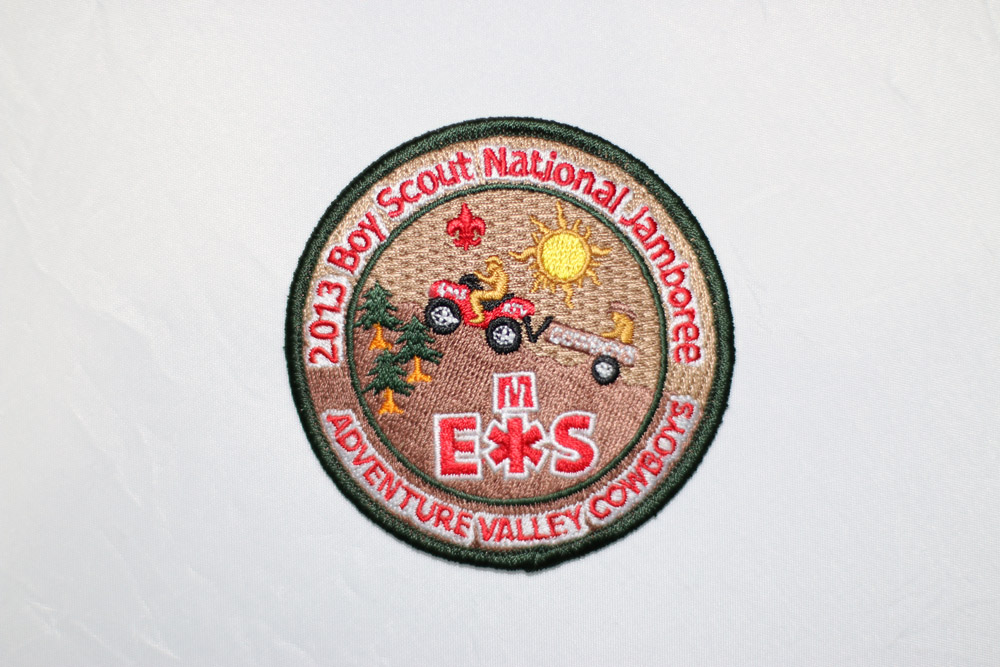 2013 Boy Scout National Jamboree
M
E S
ADVENTURE VALLEY COWBOYS